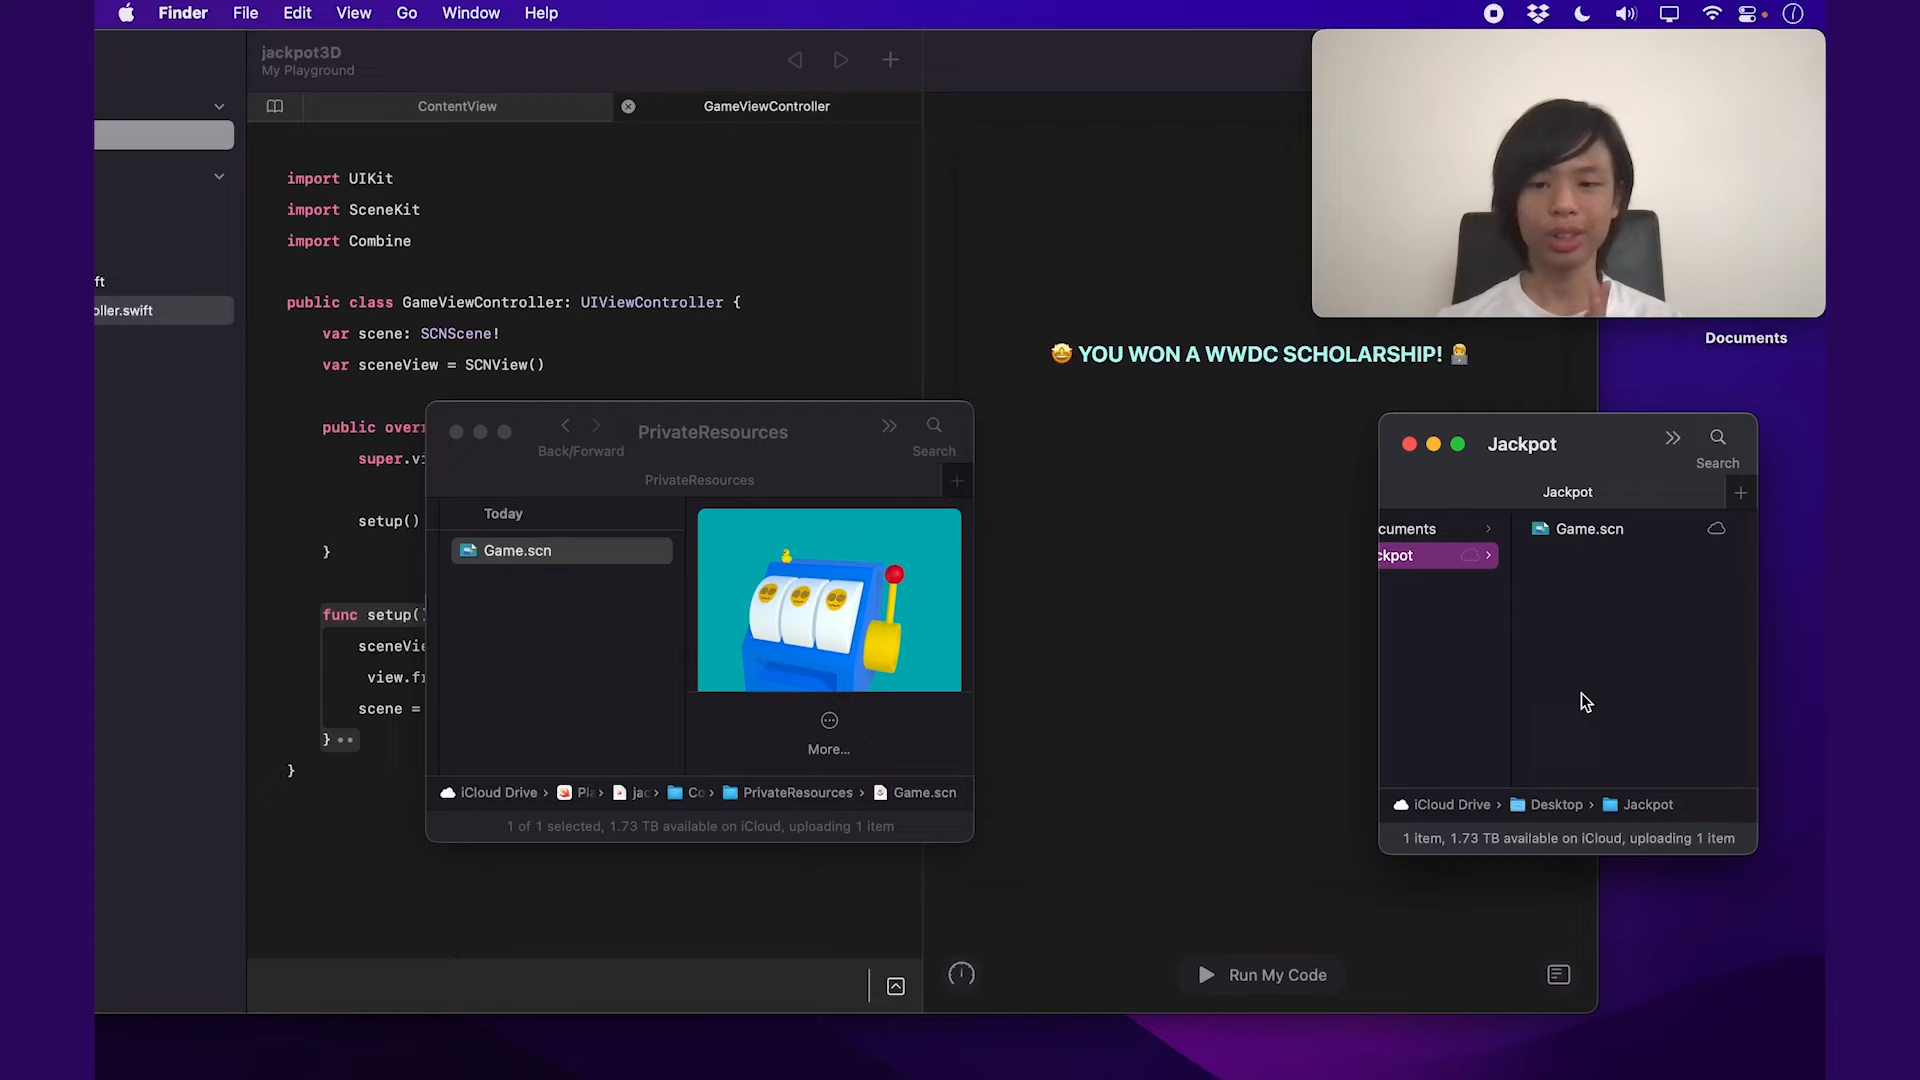 Finder File Edit View Go Window Help
jackpot3D
My Playground
ContentView
GameViewController
ft
oller.swift
import UIKit
import SceneKit
import Combine
public class GameViewController: UIViewController {
var scene: SCNScene!
var sceneView = SCNView()
public overr
super.vi
setup()
}
func setup()
sceneVie
view.fr
scene =
}
}
🤩 YOU WON A WWDC SCHOLARSHIP! 🧑‍💻
Documents
PrivateResources
Back/Forward
Search
PrivateResources
Today
Game.scn
More...
iCloud Drive › Pl › jac › Co › PrivateResources › Game.scn
1 of 1 selected, 1.73 TB available on iCloud, uploading 1 item
Jackpot
Search
Jackpot
cuments
ckpot
Game.scn
iCloud Drive › Desktop › Jackpot
1 item, 1.73 TB available on iCloud, uploading 1 item
Run My Code